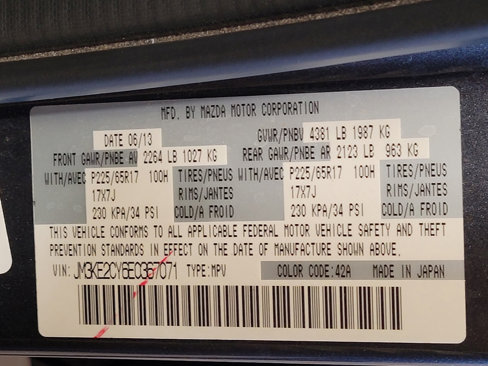 MFD. BY MAZDA MOTOR CORPORATION
DATE 06/13 GVWR/PNBV 4381 LB 1987 KG
FRONT GAWR/PNBE AV 2264 LB 1027 KG REAR GAWR/PNBE AR 2123 LB 963 KG
WITH/AVEC P225/65R17 100H TIRES/PNEUS WITH/AVEC P225/65R17 100H TIRES/PNEUS
17X7J RIMS/JANTES 17X7J RIMS/JANTES
230 KPA/34 PSI COLD/A FROID 230 KPA/34 PSI COLD/A FROID
THIS VEHICLE CONFORMS TO ALL APPLICABLE FEDERAL MOTOR VEHICLE SAFETY AND THEFT
PREVENTION STANDARDS IN EFFECT ON THE DATE OF MANUFACTURE SHOWN ABOVE.
VIN: JM3KE2CY6E0367071 TYPE:MPV COLOR CODE:42A MADE IN JAPAN